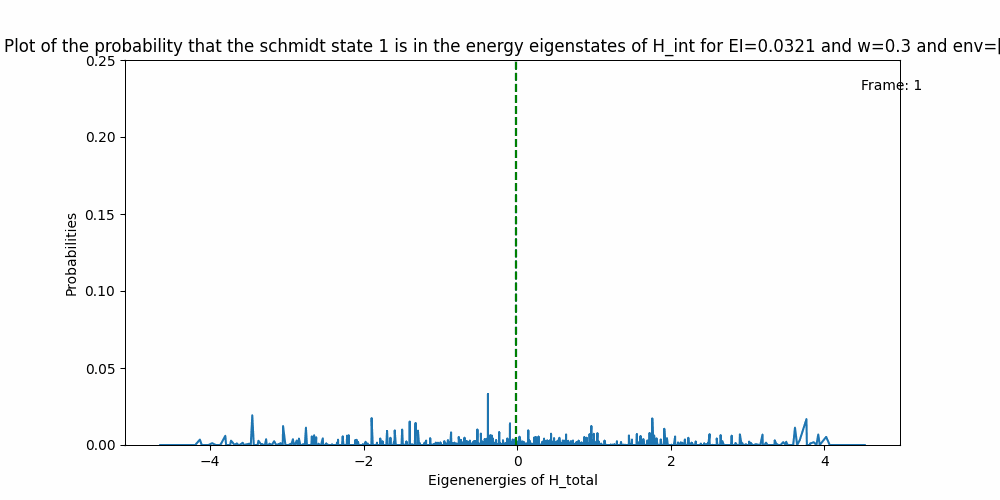 Plot of the probability that the schmidt state 1 is in the energy eigenstates of H_int for EI=0.0321 and w=0.3 and env=
Frame: 1
0.25
0.20
0.15
0.10
0.05
0.00
Probabilities
−4 −2 0 2 4
Eigenenergies of H_total